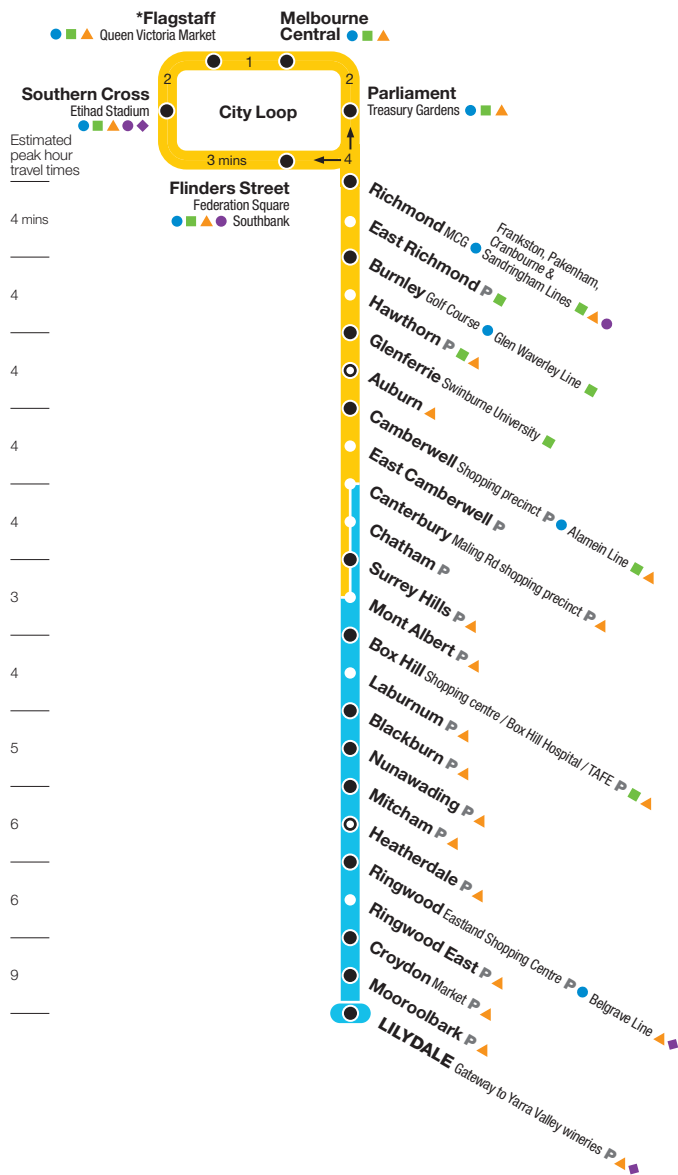 *Flagstaff
Queen Victoria Market
Melbourne
Central
2
1
2
Southern Cross
Etihad Stadium
City Loop
Parliament
Treasury Gardens
Estimated
peak hour
travel times
3 mins
4
Flinders Street
Federation Square
Southbank
4 mins
4
4
4
4
3
4
5
6
6
9
Richmond MCG
Frankston, Pakenham,
Cranbourne &
Sandringham Lines
East Richmond P
Burnley Golf Course Glen Waverley Line
Hawthorn P
Glenferrie Swinburne University
Auburn
Camberwell Shopping precinct P Alamein Line
East Camberwell P
Canterbury Maling Rd shopping precinct P
Chatham P
Surrey Hills P
Mont Albert P
Box Hill Shopping centre / Box Hill Hospital / TAFE P
Laburnum P
Blackburn P
Nunawading P
Mitcham P
Heatherdale P
Ringwood Eastland Shopping Centre P Belgrave Line
Ringwood East P
Croydon Market P
Mooroolbark P
LILYDALE Gateway to Yarra Valley wineries P